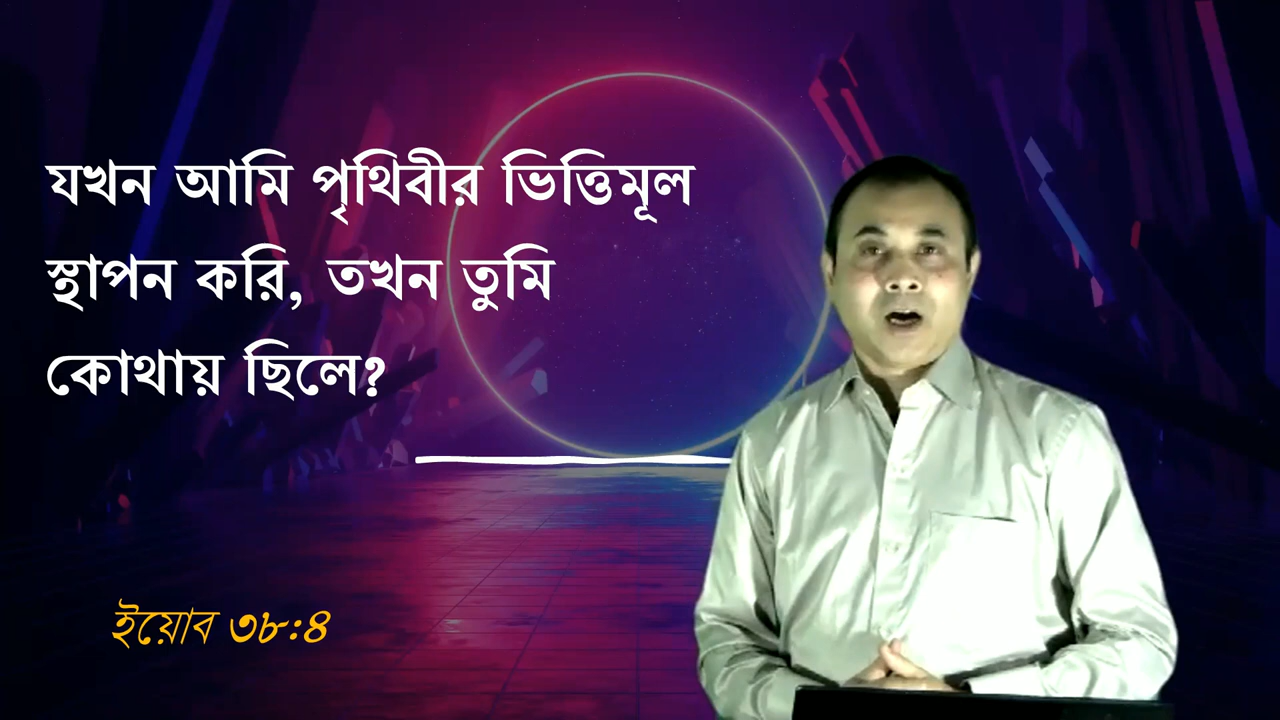 যখন আমি পৃথিবীর ভিত্তিমূল
স্থাপন করি, তখন তুমি
কোথায় ছিলে?
ইয়োব ৩৮:৪